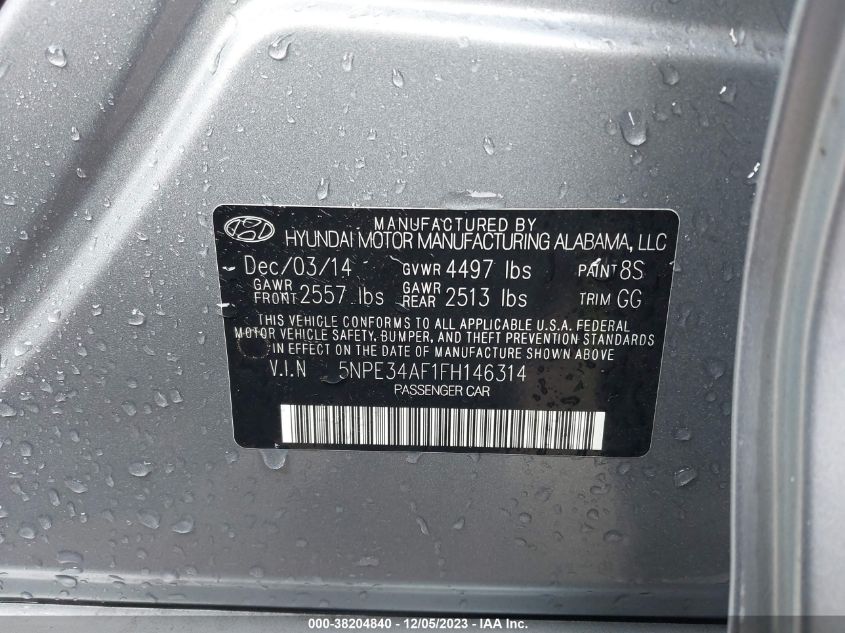 MANUFACTURED BY
HYUNDAI MOTOR MANUFACTURING ALABAMA, LLC
Dec/03/14 GVWR 4497 lbs PAINT 8S
GAWR FRONT 2557 lbs GAWR REAR 2513 lbs TRIM GG
THIS VEHICLE CONFORMS TO ALL APPLICABLE U.S.A. FEDERAL
MOTOR VEHICLE SAFETY, BUMPER, AND THEFT PREVENTION STANDARDS
IN EFFECT ON THE DATE OF MANUFACTURE SHOWN ABOVE
V.I.N 5NPE34AF1FH146314
PASSENGER CAR
000-38204840 - 12/05/2023 - IAA Inc.